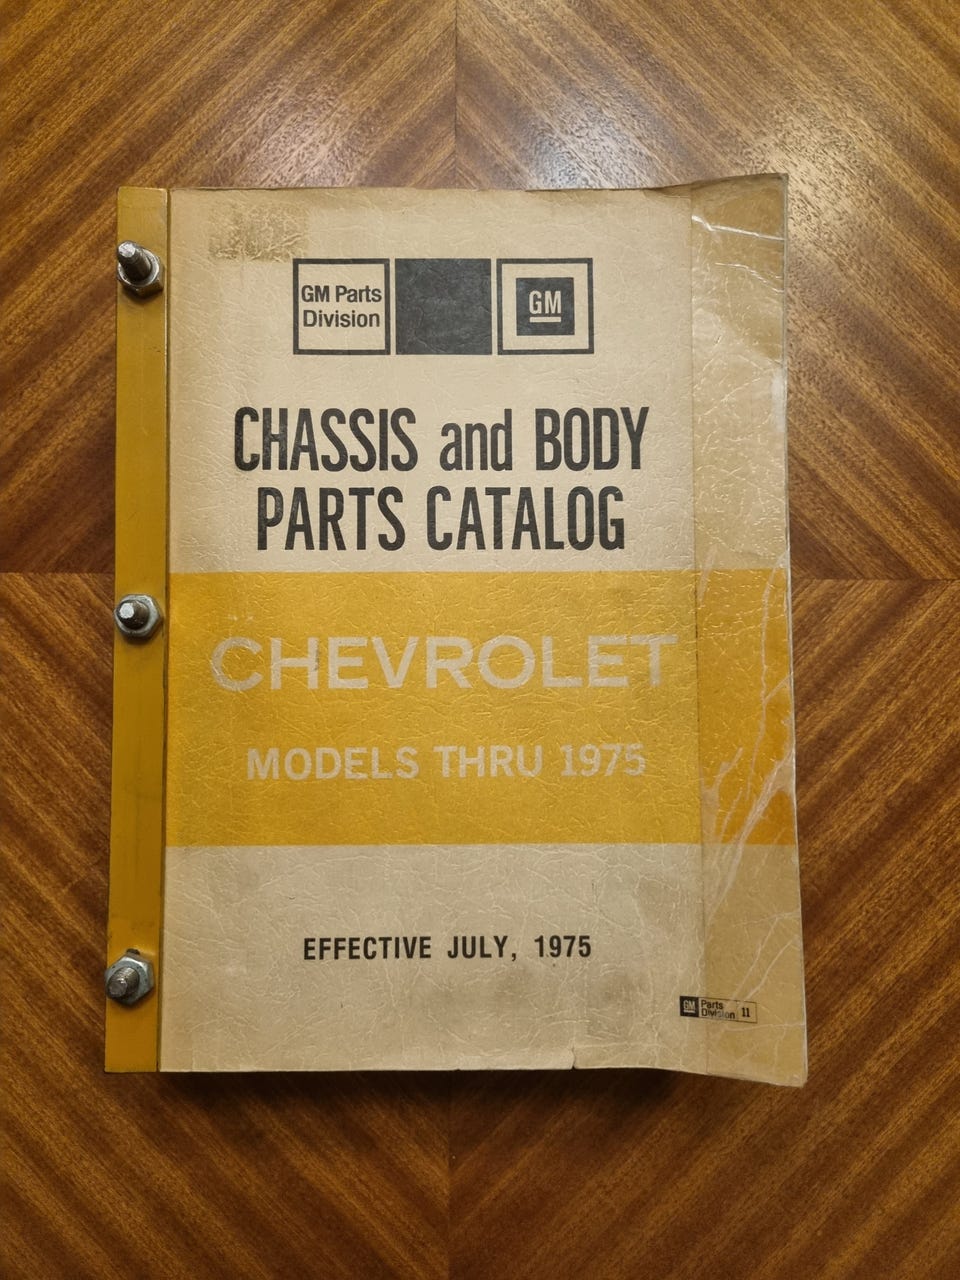 GM Parts
Division
GM
CHASSIS and BODY
PARTS CATALOG
CHEVROLET
MODELS THRU 1975
EFFECTIVE JULY, 1975
GM Parts
Division 11